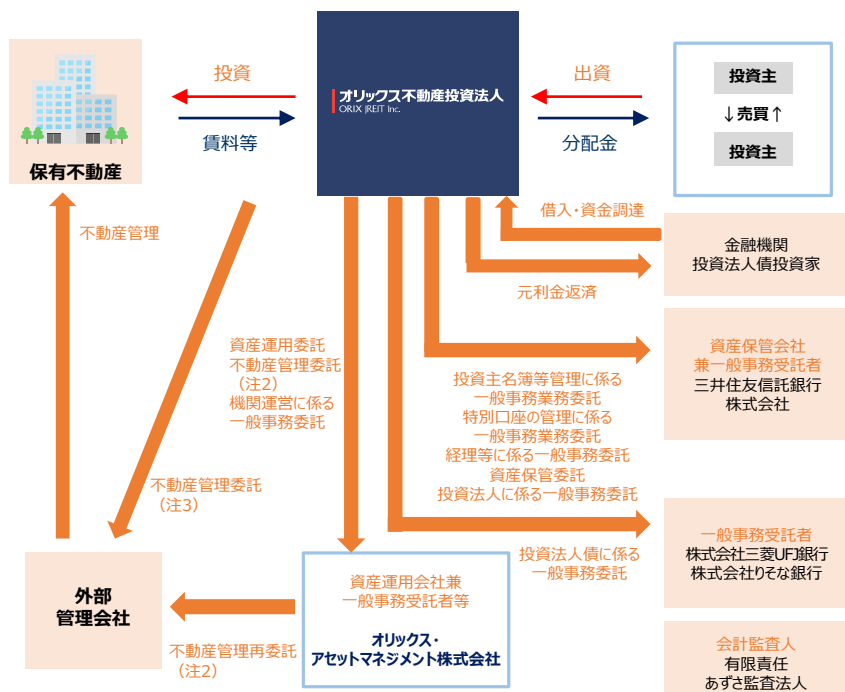 保有不動産
投資
賃料等
オリックス不動産投資法人
ORIX JREIT Inc.
出資
分配金
投資主
↓売買↑
投資主
不動産管理
借入・資金調達
元利金返済
金融機関
投資法人債投資家
資産運用委託
不動産管理委託
（注2）
機関運営に係る
一般事務委託
投資主名簿等管理に係る
一般事務業務委託
特別口座の管理に係る
一般事務業務委託
経理等に係る一般事務委託
資産保管委託
投資法人に係る一般事務委託
資産保管会社
兼一般事務受託者
三井住友信託銀行
株式会社
不動産管理委託
（注3）
投資法人債に係る
一般事務委託
一般事務受託者
株式会社三菱UFJ銀行
株式会社りそな銀行
外部
管理会社
不動産管理再委託
（注2）
資産運用会社兼
一般事務受託者等
オリックス・
アセットマネジメント株式会社
会計監査人
有限責任
あずさ監査法人